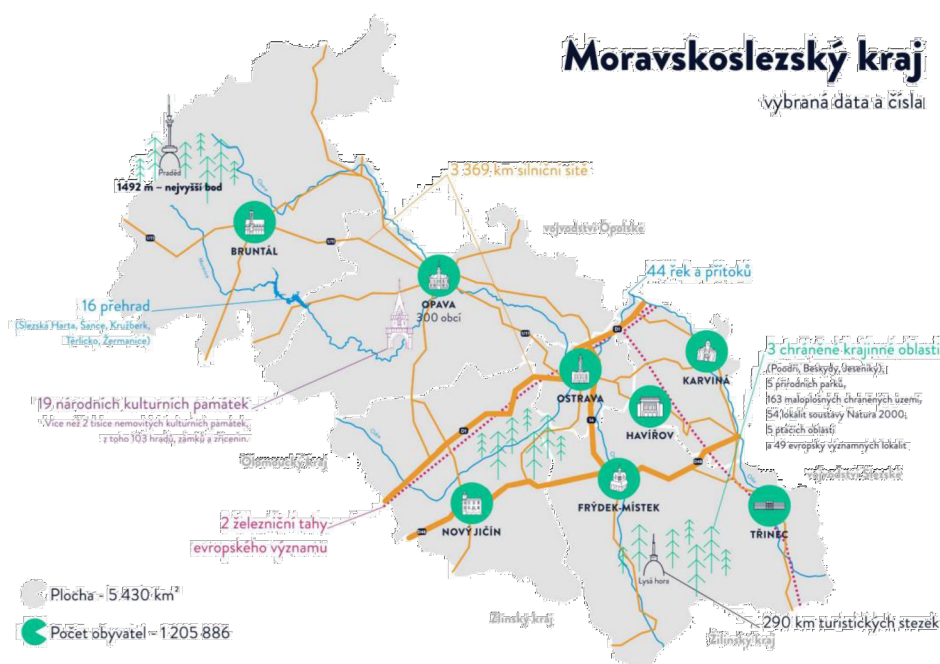 Moravskoslezský kraj
vybraná data a čísla
Praděd
1492 m – nejvyšší bod
3 369 km silniční sítě
vojvodství Opolske
BRUNTÁL
44 řek a přítoků
OPAVA
300 obcí
16 přehrad
(Slezská Harta, Šance, Kružberk,
Těrlicko, Žermanice)
3 chráněné krajinné oblasti
(Poodří, Beskydy, Jeseníky),
5 přírodních parků,
163 maloplošných chráněných území,
54 lokalit soustavy Natura 2000,
5 ptačích oblastí
a 49 evropsky významných lokalit
KARVINÁ
OSTRAVA
HAVÍŘOV
19 národních kulturních památek
Více než 2 tisíce nemovitých kulturních památek,
z toho 103 hradů, zámků a zřícenin.
Olomoucký kraj
vojvodství Slezské
2 železniční tahy
evropského významu
NOVÝ JIČÍN
FRÝDEK-MÍSTEK
TŘINEC
Lysá hora
Plocha - 5 430 km²
Zlínský kraj
290 km turistických stezek
Počet obyvatel - 1 205 886
Žilinský kraj